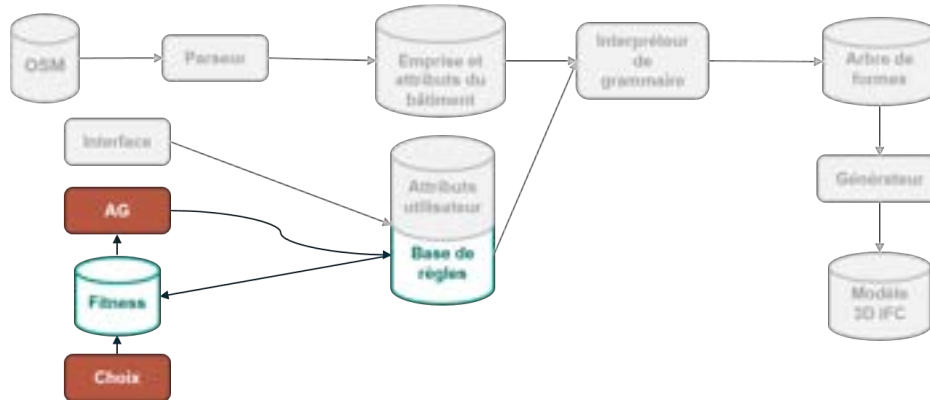 OSM
Parseur
Emprise et
attributs du
bâtiment
Interpréteur
de
grammaire
Arbre de
formes
Interface
Attributs
utilisateur
Générateur
AG
Base de
règles
Fitness
Modèle
3D IFC
Choix